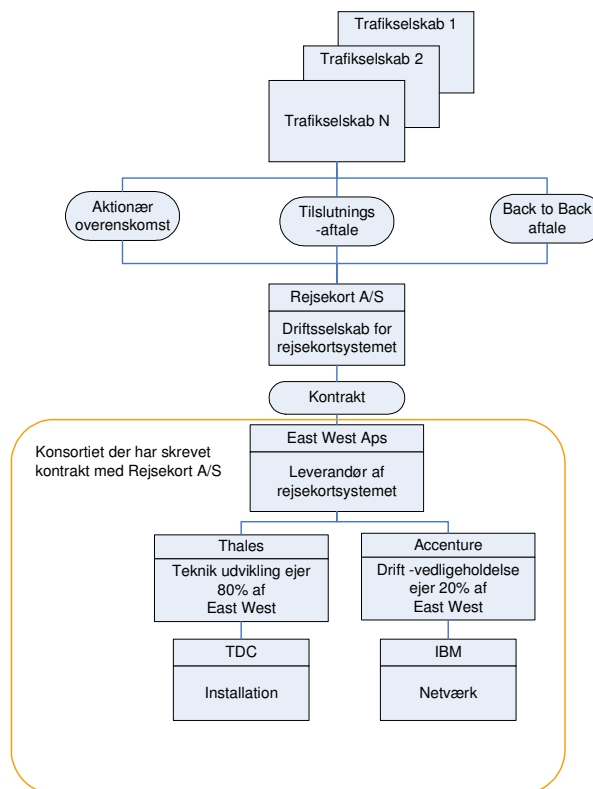 Trafikselskab 1
Trafikselskab 2
Trafikselskab N
Aktionær
overenskomst
Tilslutnings
-aftale
Back to Back
aftale
Rejsekort A/S
Driftsselskab for
rejsekortsystemet
Kontrakt
Konsortiet der har skrevet
kontrakt med Rejsekort A/S
East West Aps
Leverandør af
rejsekortsystemet
Thales
Teknik udvikling ejer
80% af
East West
Accenture
Drift -vedligeholdelse
ejer 20% af
East West
TDC
Installation
IBM
Netværk